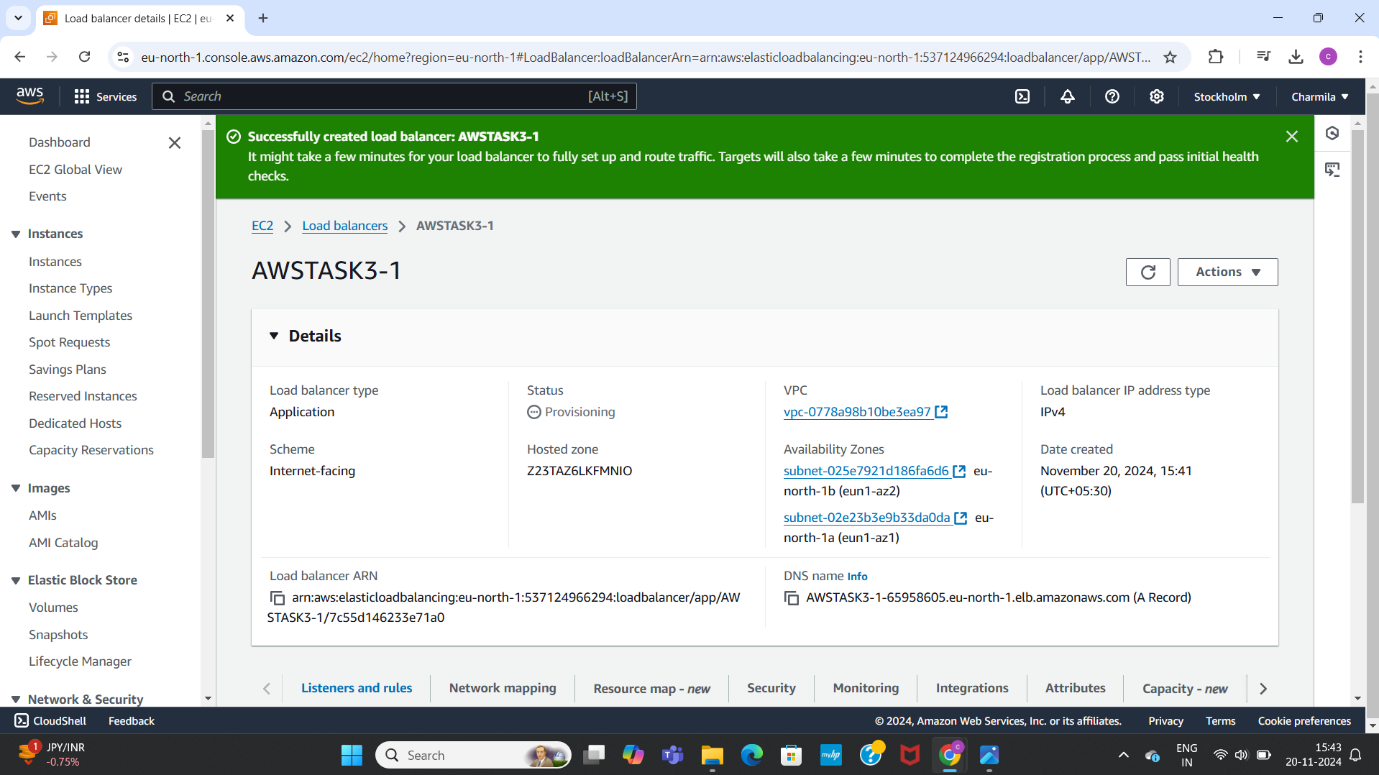 Load balancer details | EC2 | eu
eu-north-1.console.aws.amazon.com/ec2/home?region=eu-north-1#LoadBalancer:loadBalancerArn=arn:aws:elasticloadbalancing:eu-north-1:537124966294:loadbalancer/app/AWST...
C
aws
Services
Search
[Alt+S]
Stockholm
Charmila
Dashboard
EC2 Global View
Events
Instances
Instances
Instance Types
Launch Templates
Spot Requests
Savings Plans
Reserved Instances
Dedicated Hosts
Capacity Reservations
Images
AMIs
AMI Catalog
Elastic Block Store
Volumes
Snapshots
Lifecycle Manager
Network & Security
Successfully created load balancer: AWSTASK3-1
It might take a few minutes for your load balancer to fully set up and route traffic. Targets will also take a few minutes to complete the registration process and pass initial health
checks.
EC2 > Load balancers > AWSTASK3-1
AWSTASK3-1
Actions
Details
Load balancer type
Application
Status
Provisioning
VPC
vpc-0778a98b10be3ea97
Load balancer IP address type
IPv4
Scheme
Internet-facing
Hosted zone
Z23TAZ6LKFMNIO
Availability Zones
subnet-025e7921d186fa6d6 eu-
north-1b (eun1-az2)
subnet-02e23b3e9b33da0da eu-
north-1a (eun1-az1)
Date created
November 20, 2024, 15:41
(UTC+05:30)
Load balancer ARN
arn:aws:elasticloadbalancing:eu-north-1:537124966294:loadbalancer/app/AW
STASK3-1/7c55d146233e71a0
DNS name Info
AWSTASK3-1-65958605.eu-north-1.elb.amazonaws.com (A Record)
Listeners and rules
Network mapping
Resource map - new
Security
Monitoring
Integrations
Attributes
Capacity - new
CloudShell
Feedback
© 2024, Amazon Web Services, Inc. or its affiliates.
Privacy
Terms
Cookie preferences
1
JPY/INR
-0.75%
Search
myhp
ENG
IN
15:43
20-11-2024